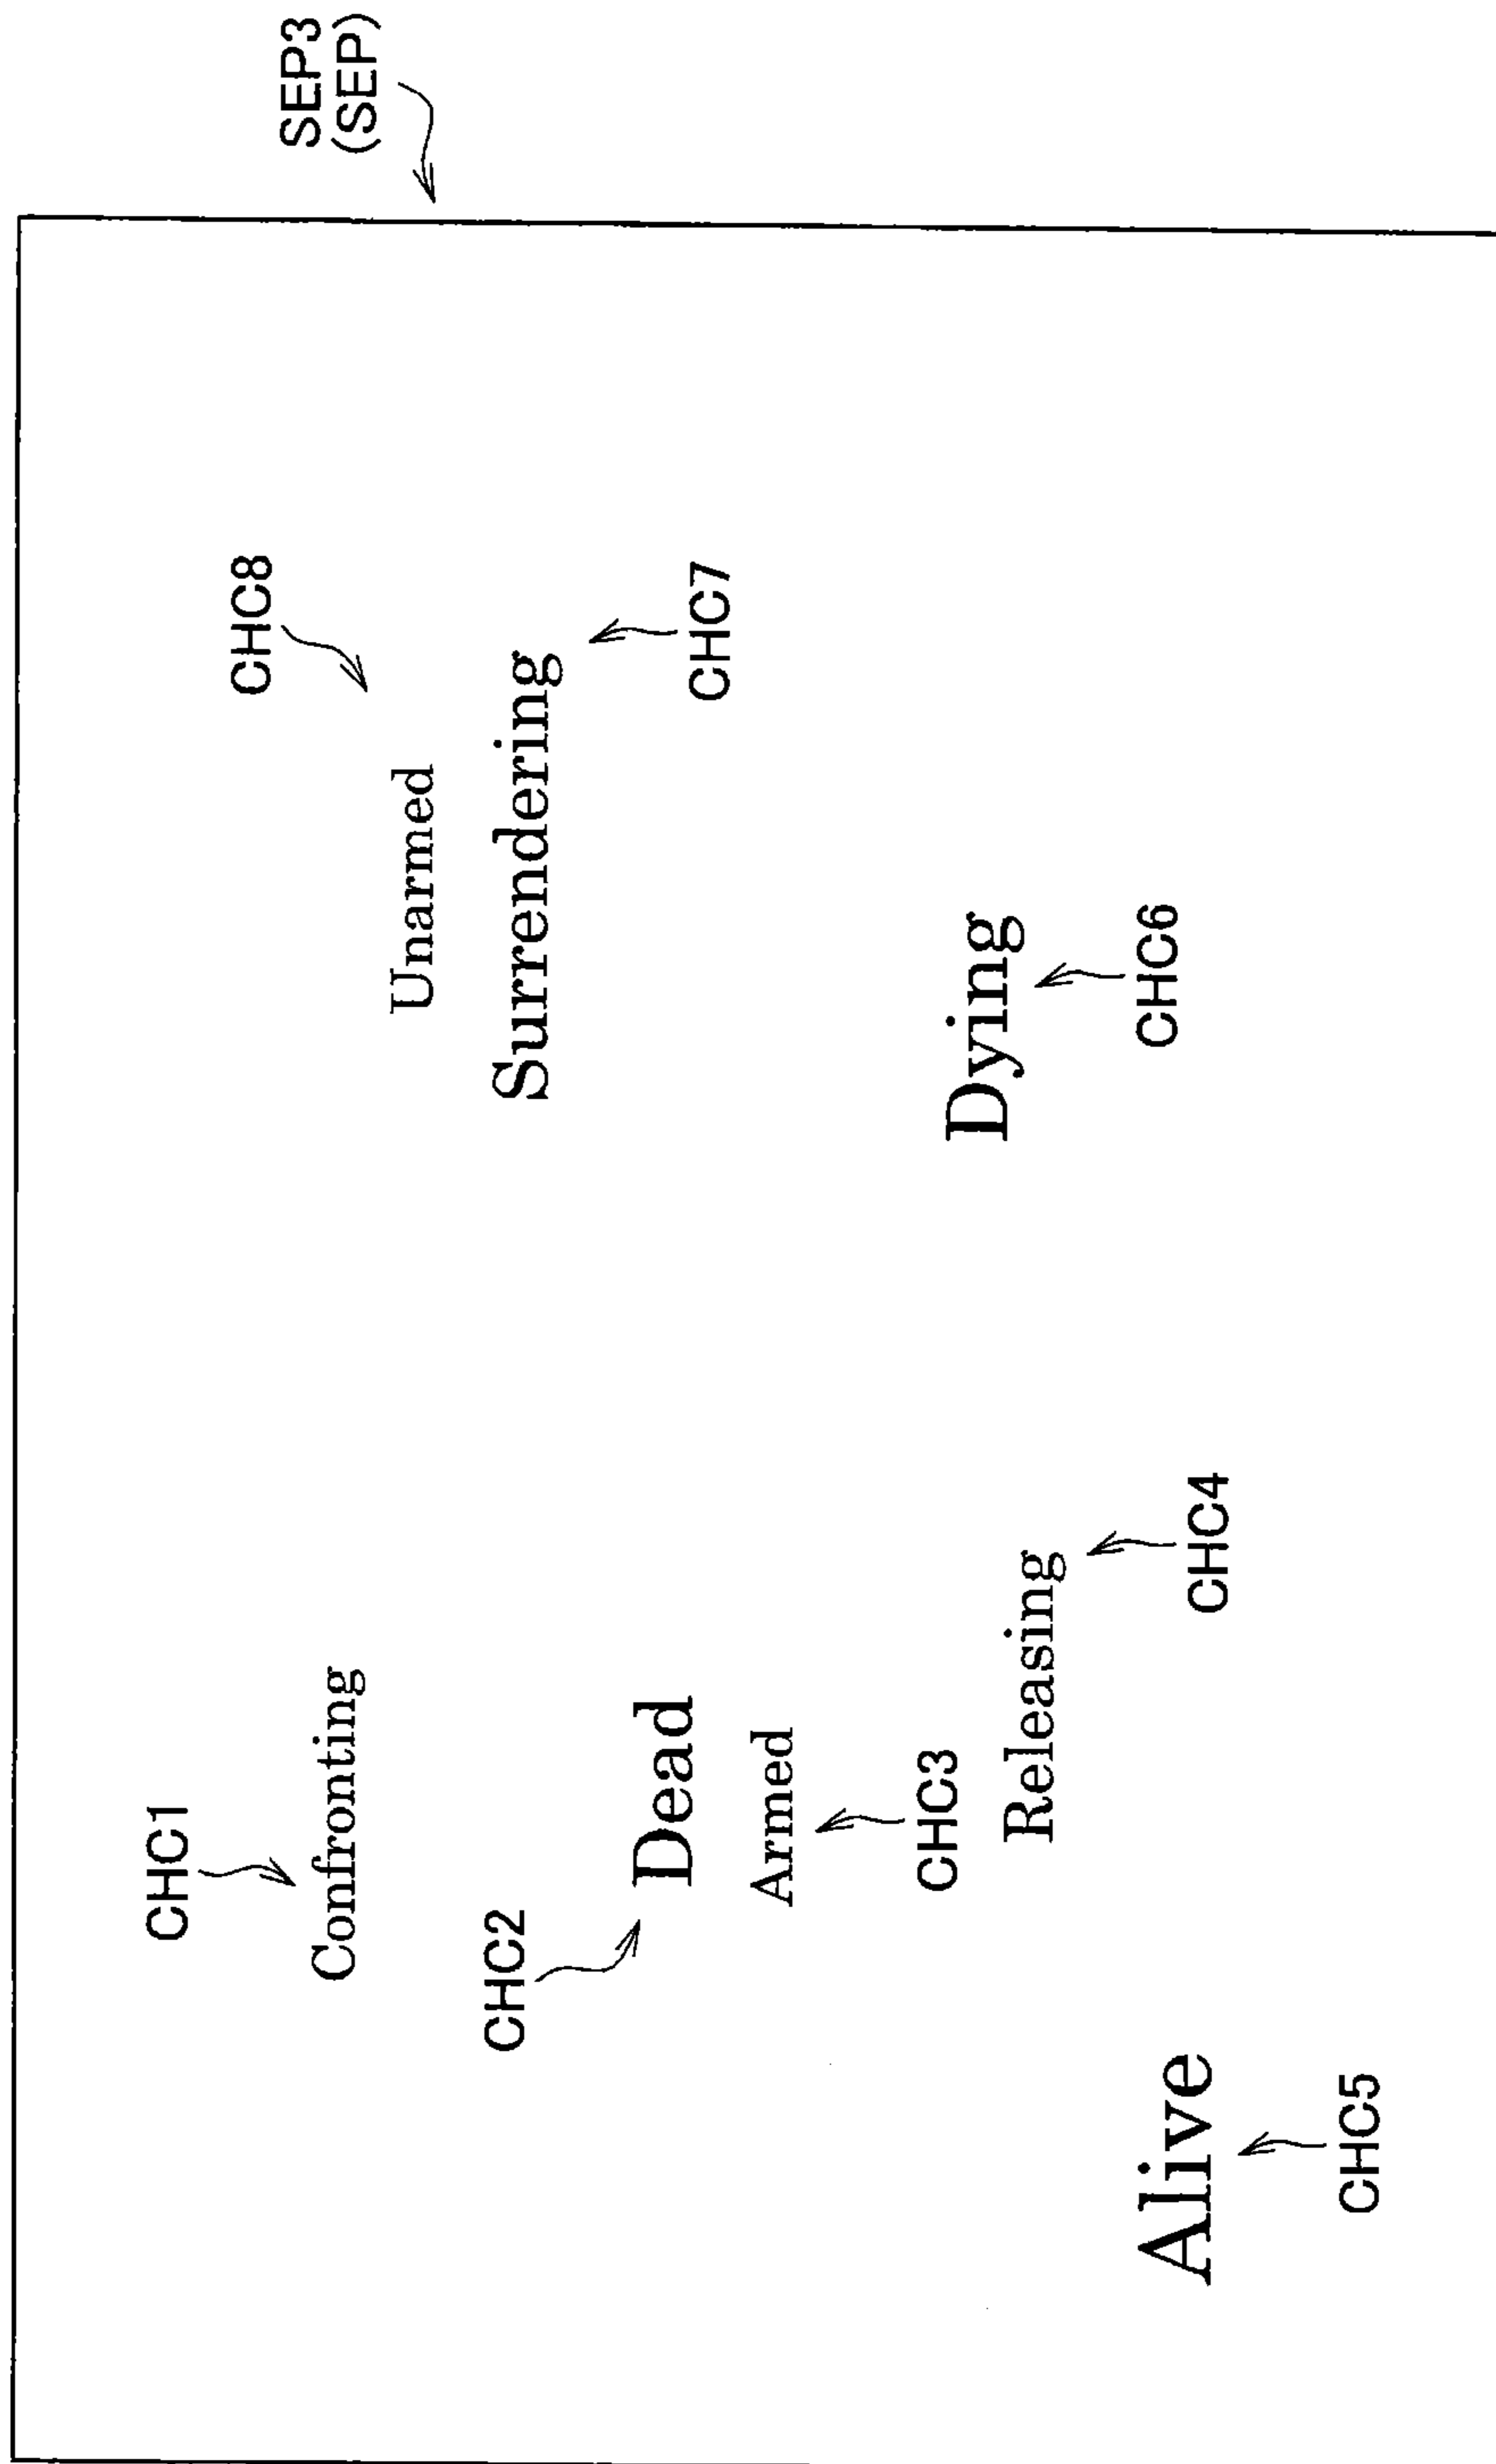 SEP3
(SEP)
CHC1
Confronting
CHC8
Unarmed
CHC2
Surrendering
CHC7
Dead
Armed
CHC3
Dying
CHC6
Releasing
CHC4
Alive
CHC5